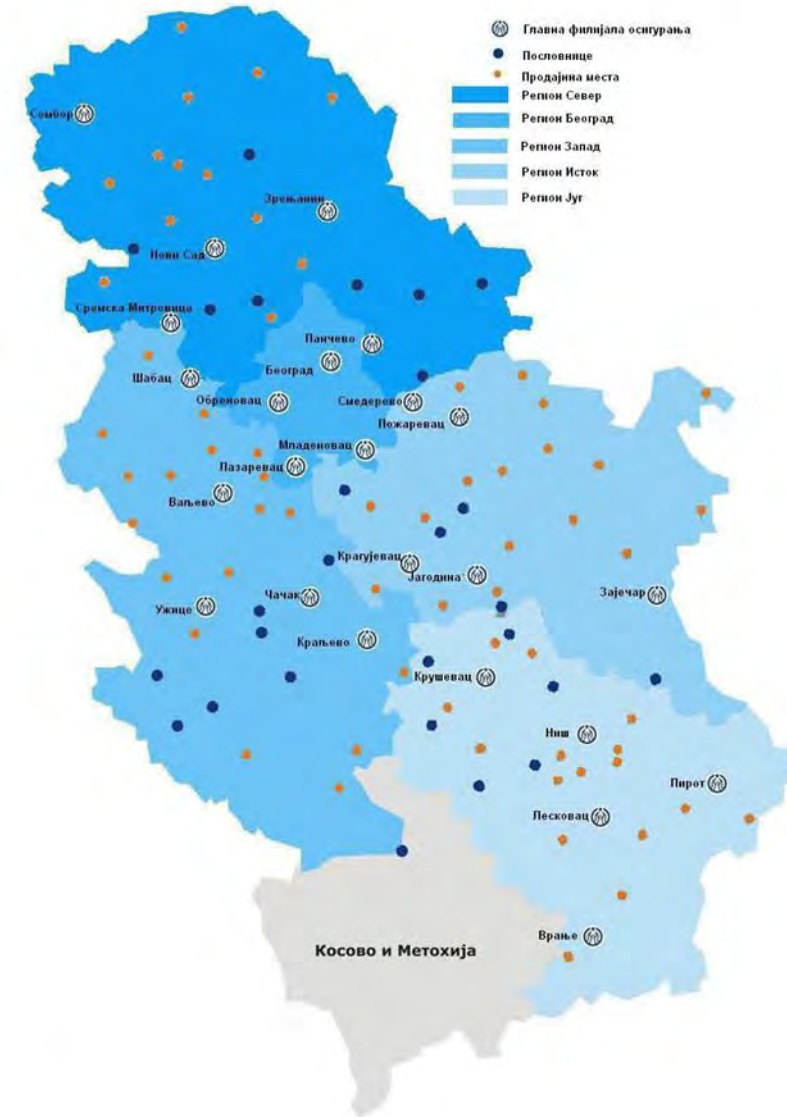 Главна филијала осигурања
Пословнице
Продајнна места
Регион Север
Регион Београд
Регион Запад
Регион Исток
Регион Југ
Сомбор
Зрењанин
Нови Сад
Сремска Митровица
Панчево
Београд
Шабац
Обреновац
Смедерево
Пожаревац
Младеновац
Лазаревац
Ваљево
Крагујевац
Јагодина
Зајечар
Чачак
Ужице
Краљево
Крушевац
Ниш
Пирот
Лесковац
Врање
Косово и Метохија